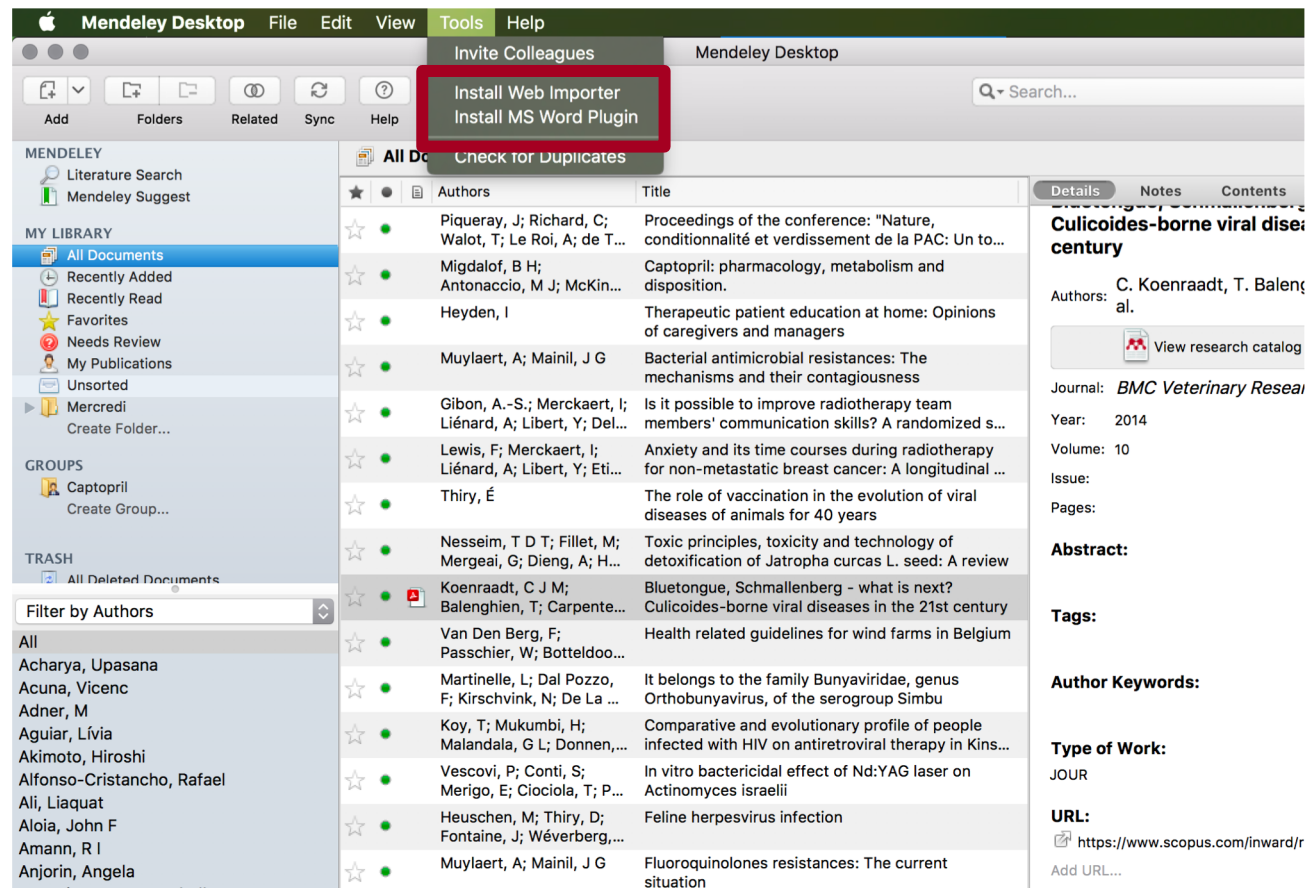 Mendeley Desktop File Edit View Tools Help
Mendeley Desktop
Invite Colleagues
Install Web Importer
Install MS Word Plugin
Check for Duplicates
Add Folders Related Sync Help
Search...
MENDELEY
Literature Search
Mendeley Suggest
MY LIBRARY
All Documents
Recently Added
Recently Read
Favorites
Needs Review
My Publications
Unsorted
Mercredi
Create Folder...
GROUPS
Captopril
Create Group...
TRASH
All Deleted Documents
Filter by Authors
All
Acharya, Upasana
Acuna, Vicenc
Adner, M
Aguiar, Lívia
Akimoto, Hiroshi
Alfonso-Cristancho, Rafael
Ali, Liaquat
Aloia, John F
Amann, R I
Anjorin, Angela
All Do
Authors Title
Piqueray, J; Richard, C; Proceedings of the conference: "Nature,
Walot, T; Le Roi, A; de T... conditionnalité et verdissement de la PAC: Un to...
Migdalof, B H; Captopril: pharmacology, metabolism and
Antonaccio, M J; McKin... disposition.
Heyden, I Therapeutic patient education at home: Opinions
of caregivers and managers
Muylaert, A; Mainil, J G Bacterial antimicrobial resistances: The
mechanisms and their contagiousness
Gibon, A.-S.; Merckaert, I; Is it possible to improve radiotherapy team
Liénard, A; Libert, Y; Del... members' communication skills? A randomized s...
Lewis, F; Merckaert, I; Anxiety and its time courses during radiotherapy
Liénard, A; Libert, Y; Eti... for non-metastatic breast cancer: A longitudinal ...
Thiry, É The role of vaccination in the evolution of viral
diseases of animals for 40 years
Nesseim, T D T; Fillet, M; Toxic principles, toxicity and technology of
Mergeai, G; Dieng, A; H... detoxification of Jatropha curcas L. seed: A review
Koenraadt, C J M; Bluetongue, Schmallenberg - what is next?
Balenghien, T; Carpente... Culicoides-borne viral diseases in the 21st century
Van Den Berg, F; Health related guidelines for wind farms in Belgium
Passchier, W; Botteldoo...
Martinelle, L; Dal Pozzo, It belongs to the family Bunyaviridae, genus
F; Kirschvink, N; De La ... Orthobunyavirus, of the serogroup Simbu
Koy, T; Mukumbi, H; Comparative and evolutionary profile of people
Malandala, G L; Donnen,... infected with HIV on antiretroviral therapy in Kins...
Vescovi, P; Conti, S; In vitro bactericidal effect of Nd:YAG laser on
Merigo, E; Ciociola, T; P... Actinomyces israelii
Heuschen, M; Thiry, D; Feline herpesvirus infection
Fontaine, J; Wéverberg,...
Muylaert, A; Mainil, J G Fluoroquinolones resistances: The current
situation
Details Notes Contents
Culicoides-borne viral disea
century
Authors: C. Koenraadt, T. Baleng
al.
View research catalog
Journal: BMC Veterinary Resear
Year: 2014
Volume: 10
Issue:
Pages:
Abstract:
Tags:
Author Keywords:
Type of Work:
JOUR
URL:
https://www.scopus.com/inward/r
Add URL...